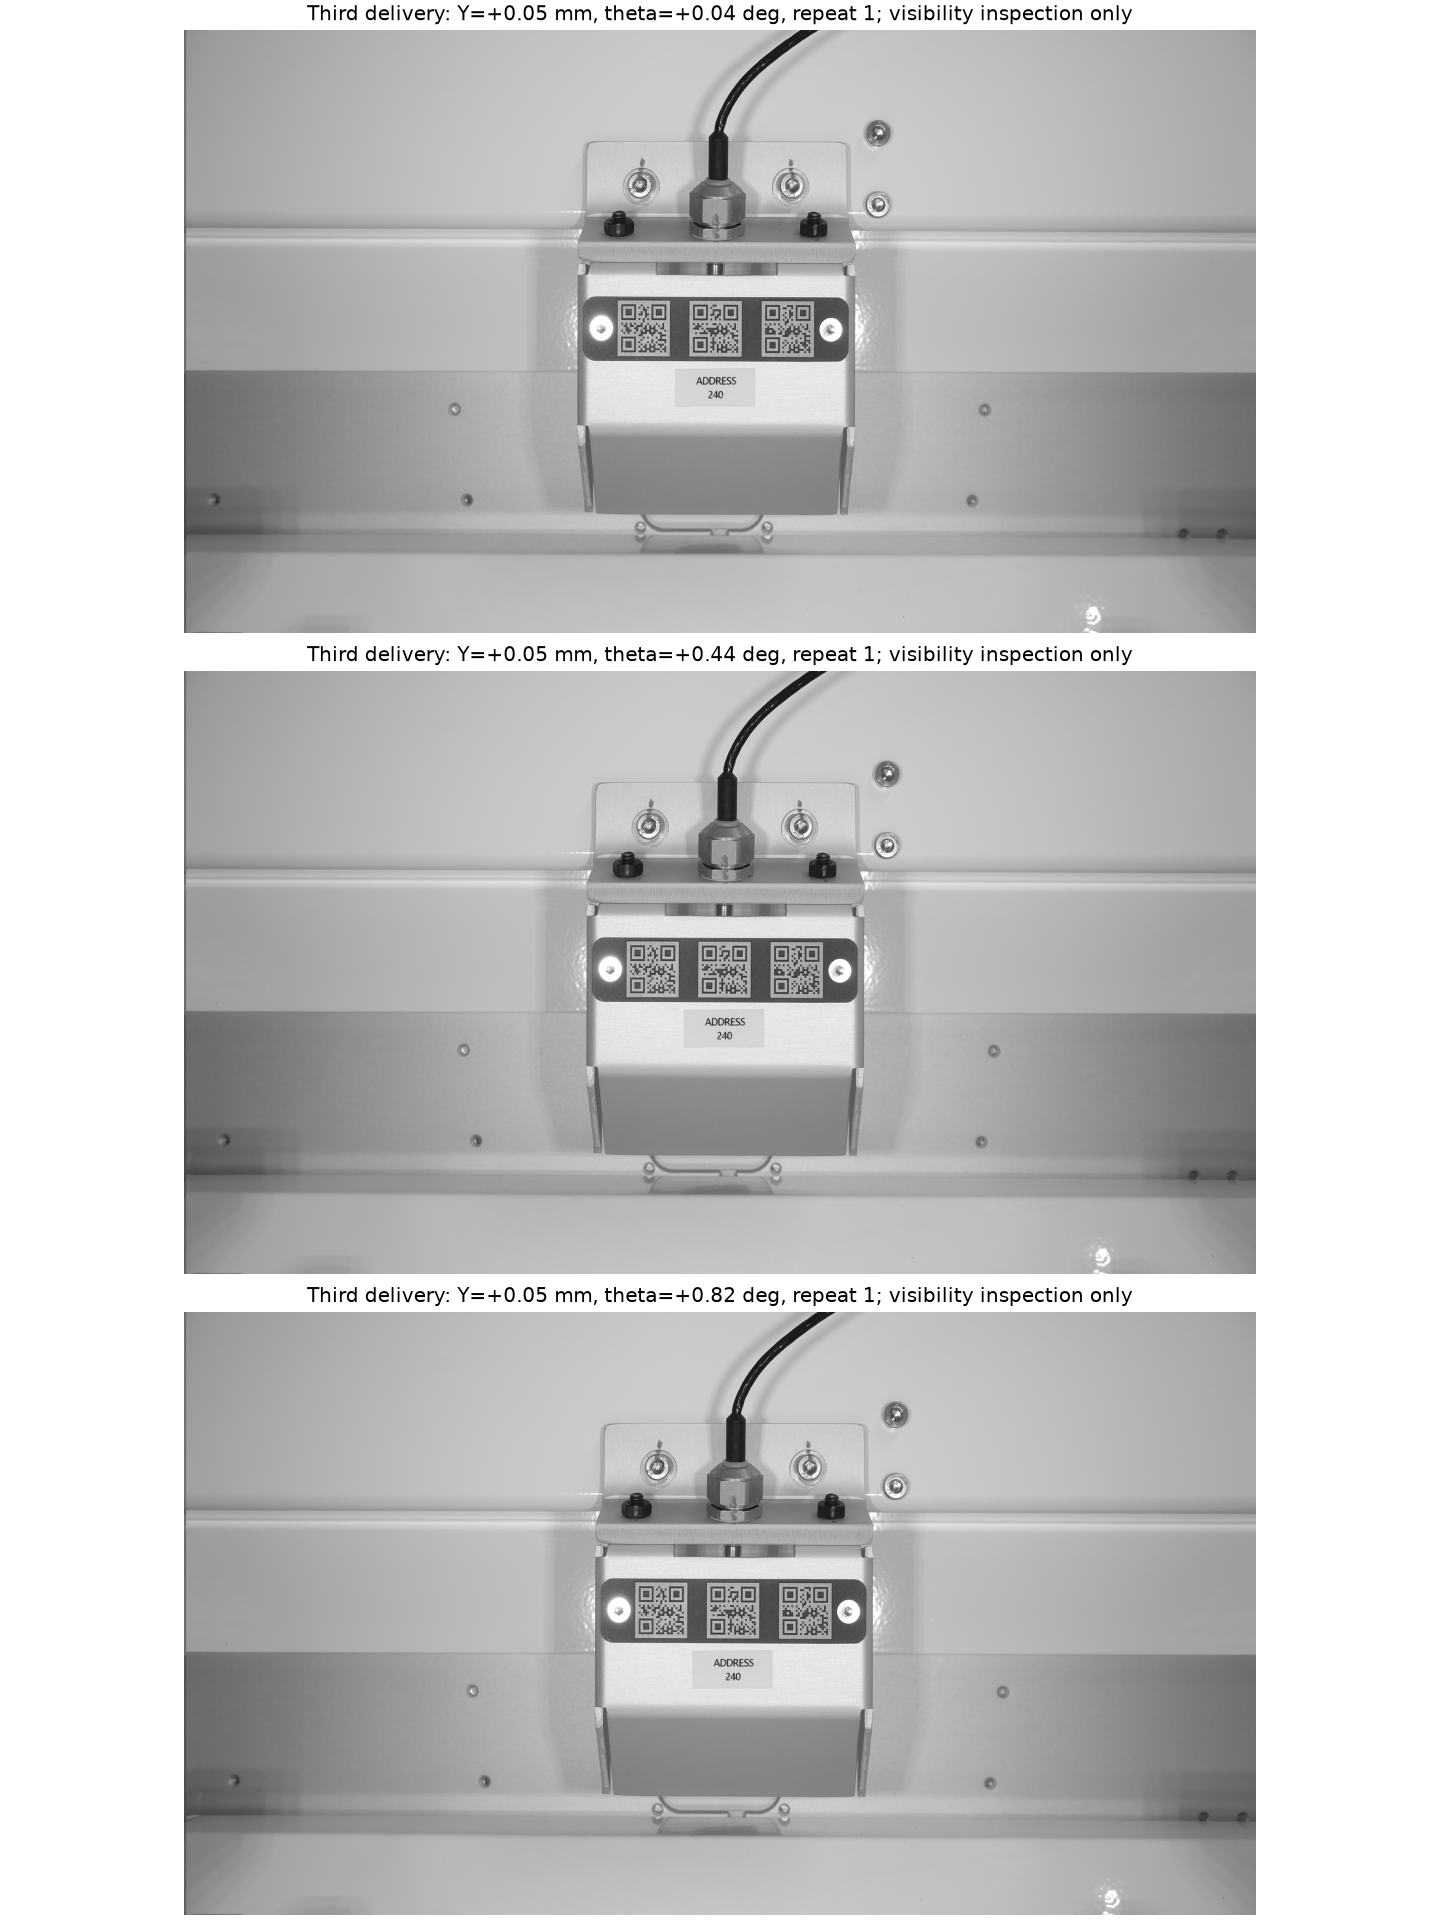 Third delivery: Y=+0.05 mm, theta=+0.04 deg, repeat 1; visibility inspection only
ADDRESS
240
Third delivery: Y=+0.05 mm, theta=+0.44 deg, repeat 1; visibility inspection only
ADDRESS
240
Third delivery: Y=+0.05 mm, theta=+0.82 deg, repeat 1; visibility inspection only
ADDRESS
240